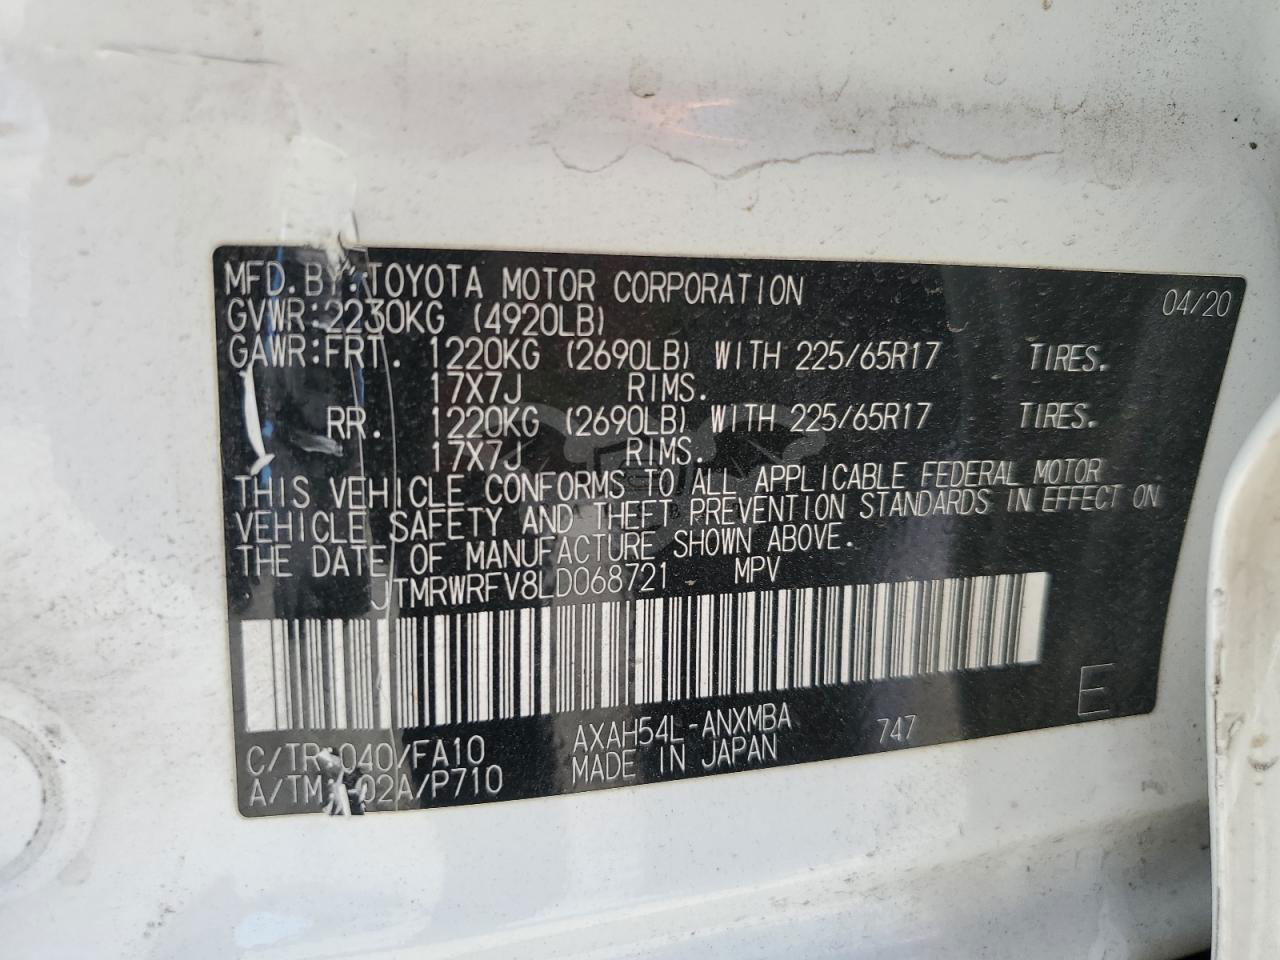 MFD. BY: TOYOTA MOTOR CORPORATION 04/20
GVWR:2230KG (4920LB)
GAWR:FRT. 1220KG (2690LB) WITH 225/65R17 TIRES.
17X7J RIMS.
RR. 1220KG (2690LB) WITH 225/65R17 TIRES.
17X7J RIMS.
THIS VEHICLE CONFORMS TO ALL APPLICABLE FEDERAL MOTOR
VEHICLE SAFETY AND THEFT PREVENTION STANDARDS IN EFFECT ON
THE DATE OF MANUFACTURE SHOWN ABOVE.
JTMRWRFV8LD068721 MPV
C/TR:040/FA10 AXAH54L-ANXMBA 747 E
A/TM:-02A/P710 MADE IN JAPAN